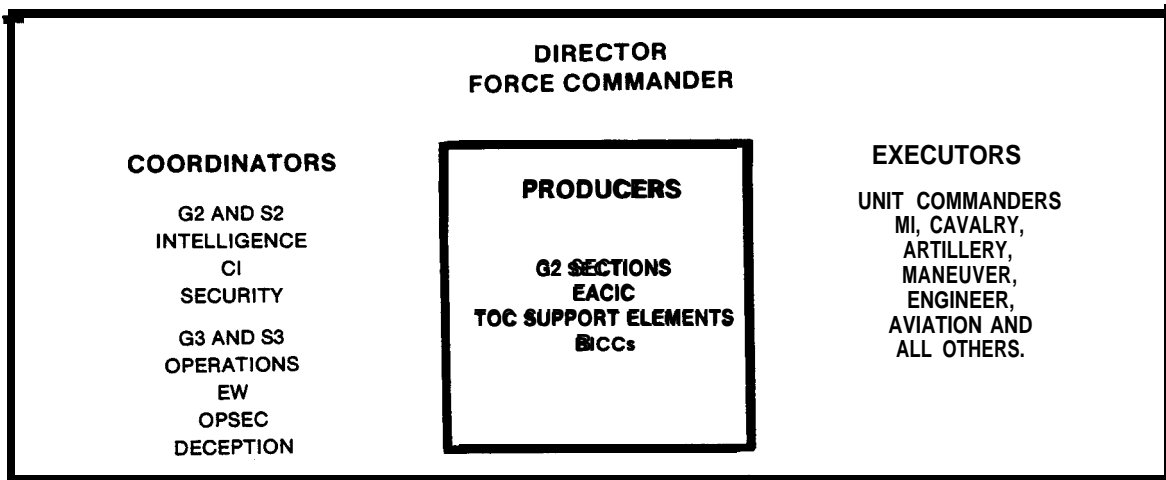 DIRECTOR
FORCE COMMANDER
COORDINATORS
G2 AND S2
INTELLIGENCE
CI
SECURITY
G3 AND S3
OPERATIONS
EW
OPSEC
DECEPTION
PRODUCERS
G2 SECTIONS
EACIC
TOC SUPPORT ELEMENTS
BICCs
EXECUTORS
UNIT COMMANDERS
MI, CAVALRY,
ARTILLERY,
MANEUVER,
ENGINEER,
AVIATION AND
ALL OTHERS.